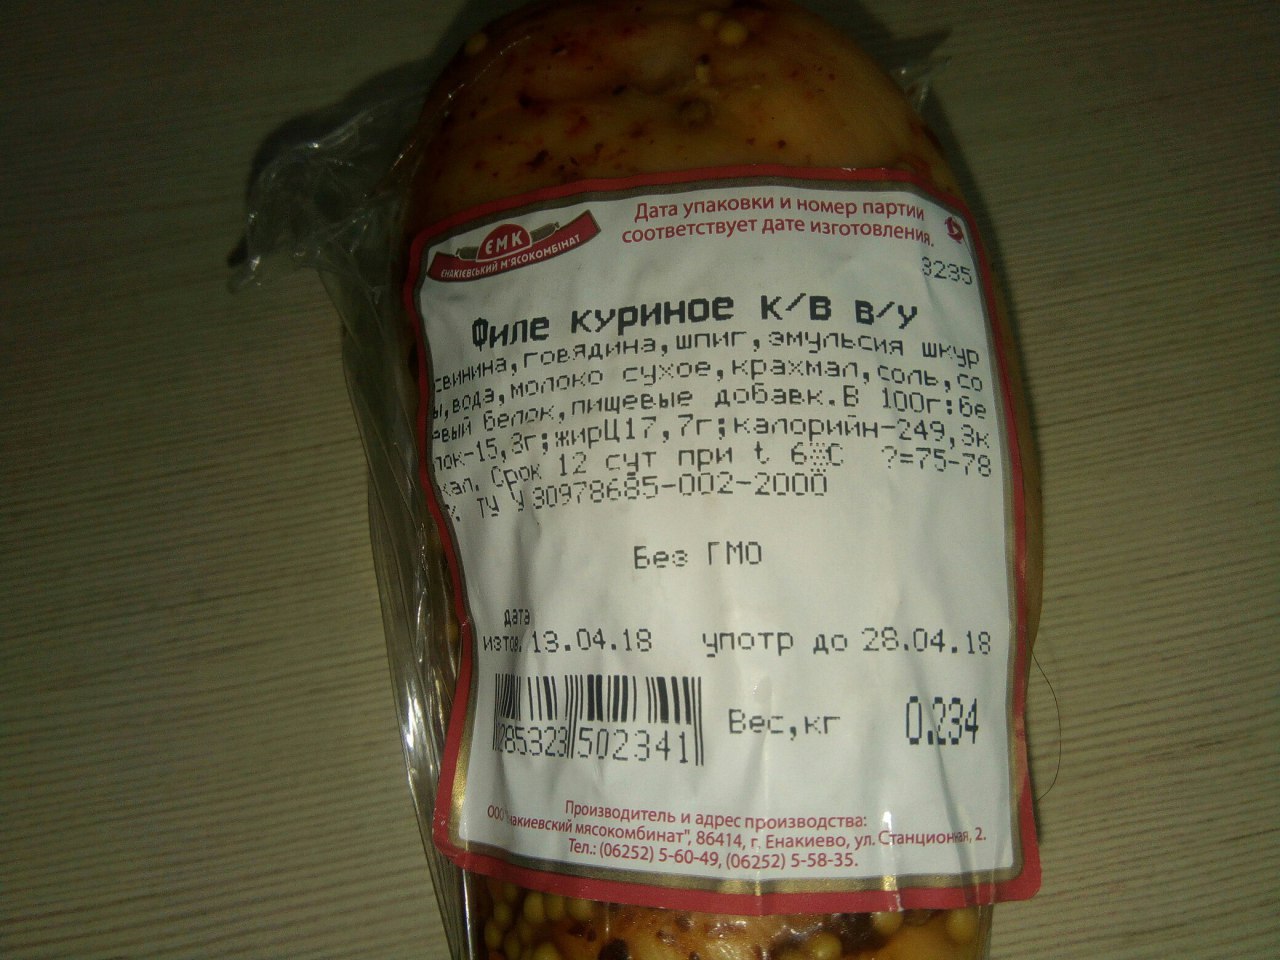 ЄМК
ЄНАКІЄВСЬКИЙ М'ЯСОКОМБІНАТ
Дата упаковки и номер партии
соответствует дате изготовления.
3235
Филе куриное к/в в/у
свинина,говядина,шпиг,эмульсия шкур
ы,вода,молоко сухое,крахмал,соль,со
евый белок,пищевые добавк.В 100г:бе
лок-15,3г;жирЦ17,7г;калорийн-249,3к
кал. Срок 12 сут при t 6░С ?=75-78
%. ТУ У 30978685-002-2000
Без ГМО
дата
изгов. 13.04.18 употр до 28.04.18
285323 502341
Вес,кг 0.234
Производитель и адрес производства:
ООО "Енакиевский мясокомбинат", 86414, г. Енакиево, ул. Станционная, 2.
Тел.: (06252) 5-60-49, (06252) 5-58-35.